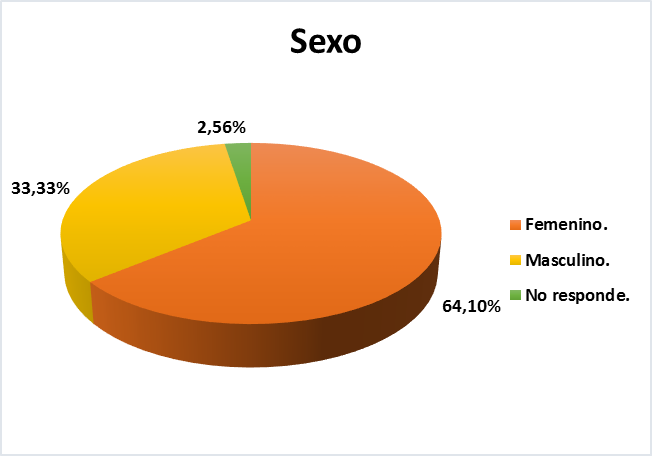 Sexo
2,56%
33,33%
64,10%
Femenino.
Masculino.
No responde.